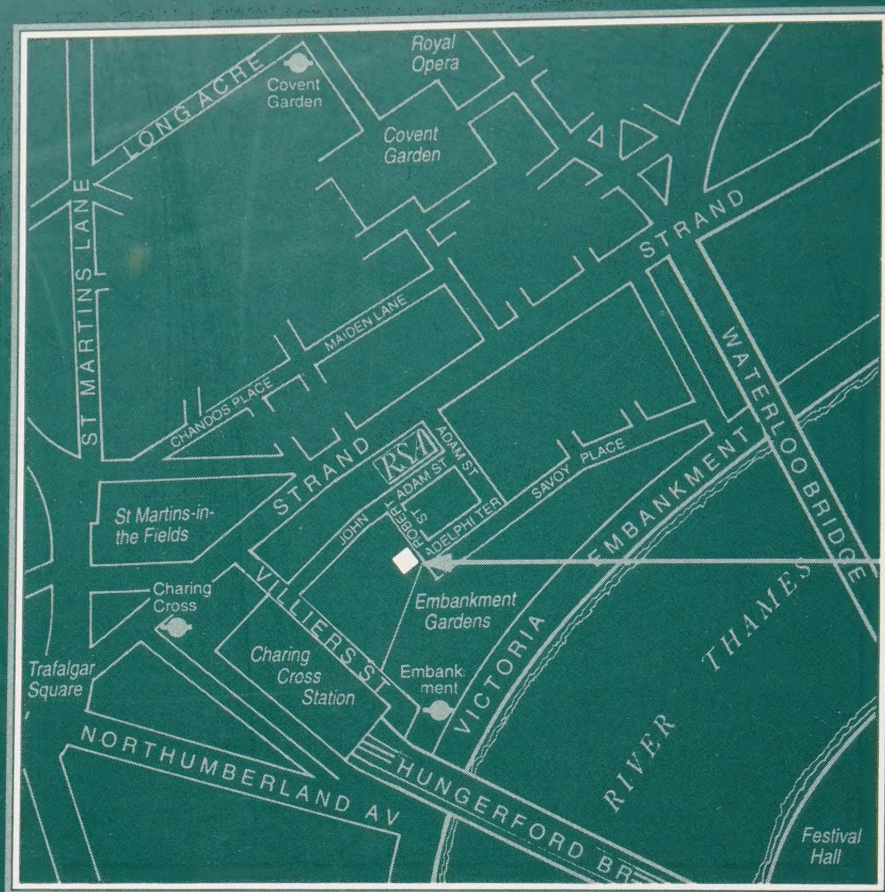 Royal
Opera
LONG ACRE
Covent
Garden
Covent
Garden
ST MARTINS LANE
STRAND
MAIDEN LANE
CHANDOS PLACE
WATERLOO BRIDGE
STRAND
RSA
ADAM ST
ADAM ST
SAVOY PLACE
JOHN
ROBERT ST
ADELPHI TER
St Martins-in-
the Fields
VICTORIA EMBANKMENT
Charing
Cross
VILLIERS ST
Embankment
Gardens
RIVER THAMES
Charing
Cross
Station
Embank-
ment
Trafalgar
Square
NORTHUMBERLAND AV
HUNGERFORD BR
Festival
Hall